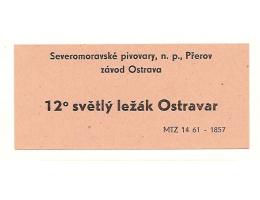 Severomoravské pivovary, n. p., Přerov
závod Ostrava
12° světlý ležák Ostravar
MTZ 14 61 - 1857